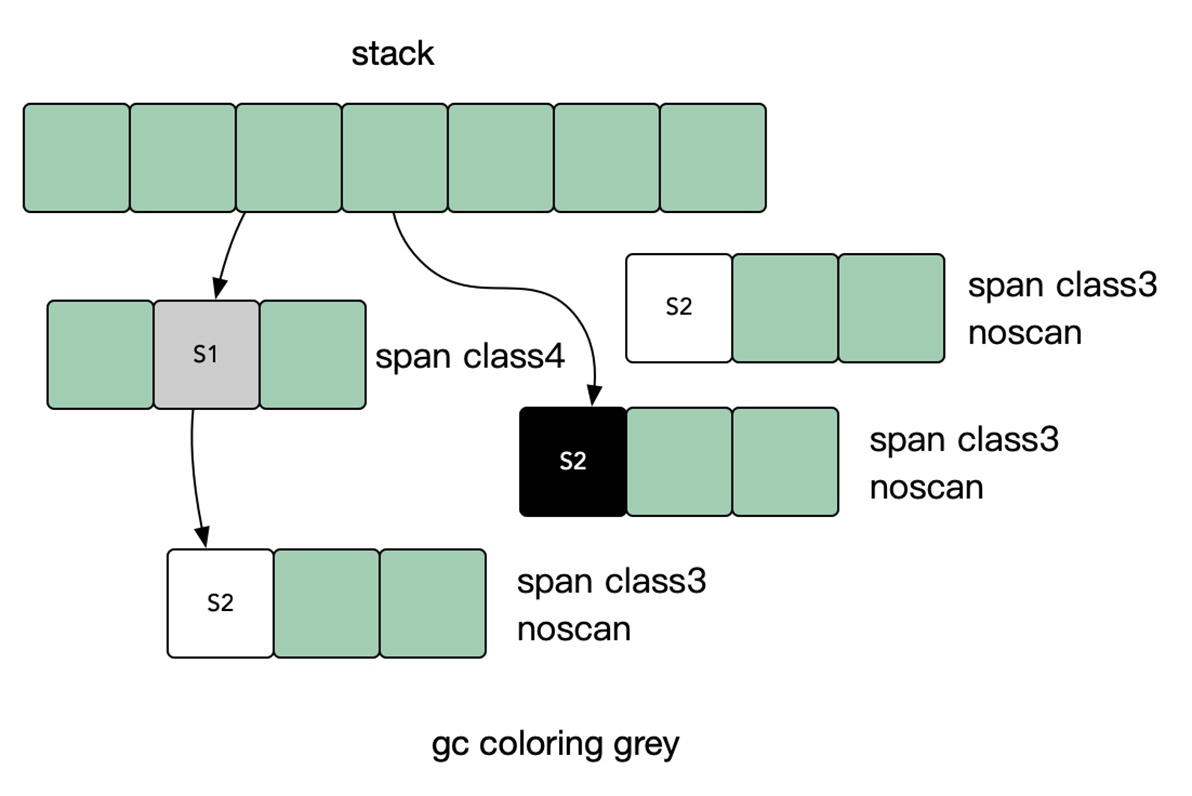 stack
S2
span class3
noscan
S1
span class4
S2
span class3
noscan
S2
span class3
noscan
gc coloring grey